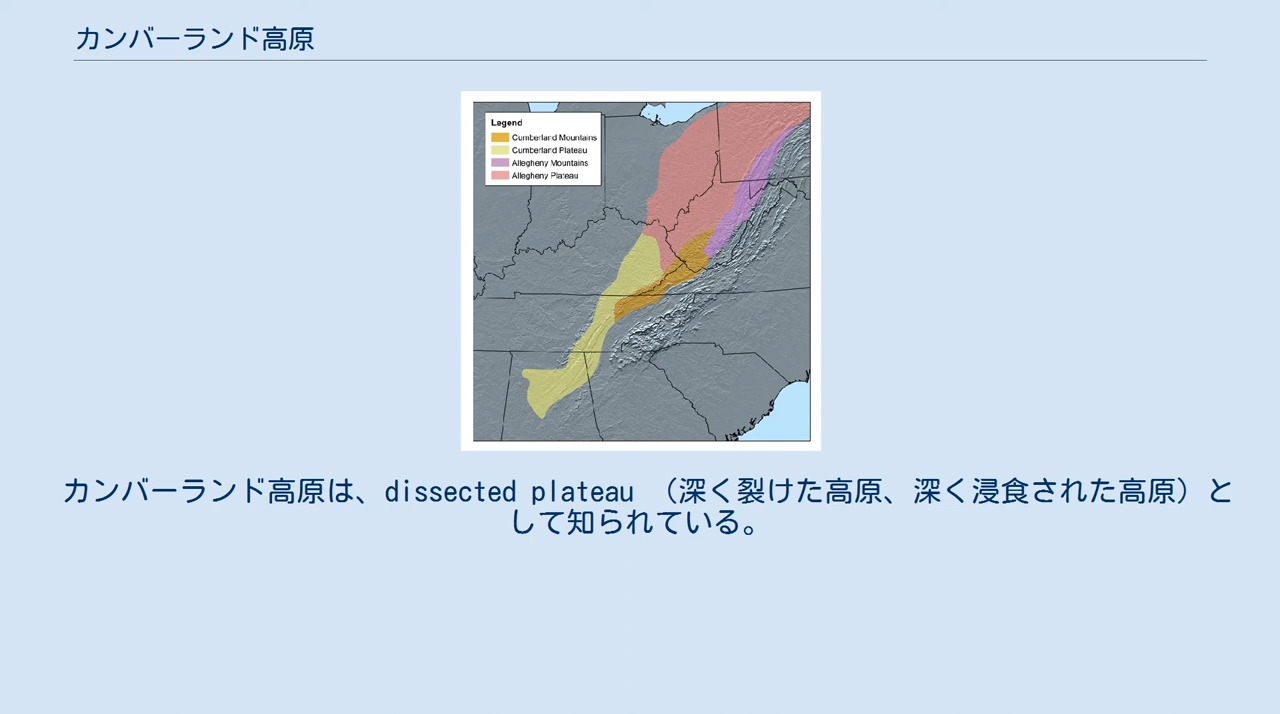 カンバーランド高原
Legend
Cumberland Mountains
Cumberland Plateau
Allegheny Mountains
Allegheny Plateau
カンバーランド高原は、dissected plateau （深く裂けた高原、深く浸食された高原）と
して知られている。